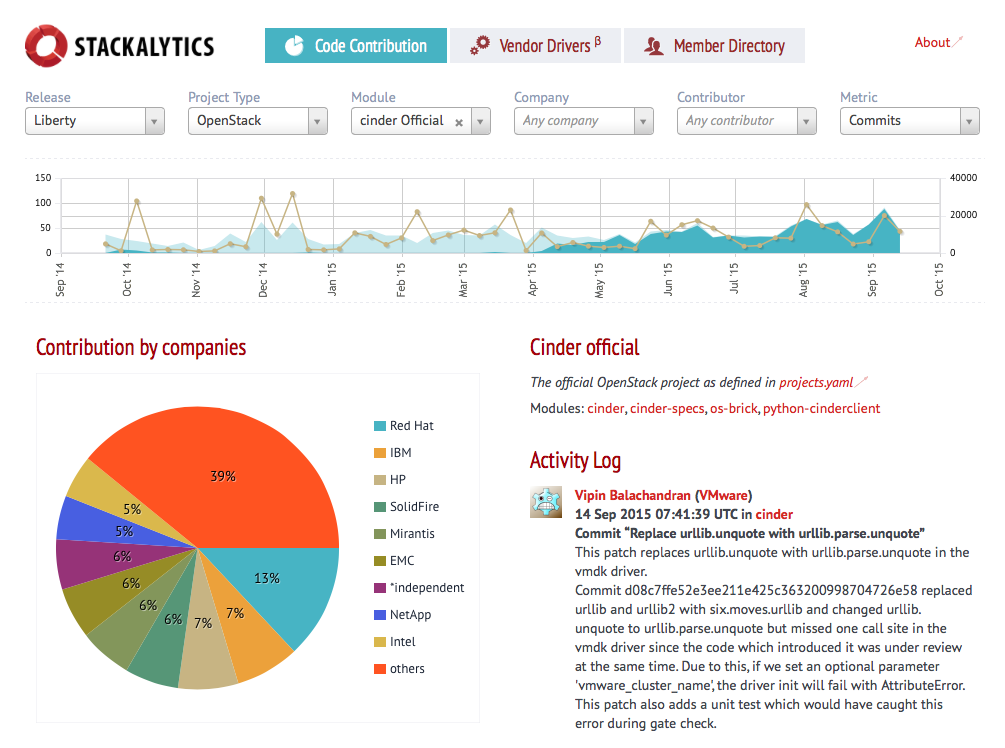 STACKALYTICS
Code Contribution
Vendor Drivers β
Member Directory
About
Release
Project Type
Module
Company
Contributor
Metric
Liberty
OpenStack
cinder Official
Any company
Any contributor
Commits
150
100
50
0
40000
20000
0
Sep '14
Oct '14
Nov '14
Dec '14
Jan '15
Feb '15
Mar '15
Apr '15
May '15
Jun '15
Jul '15
Aug '15
Sep '15
Oct '15
Contribution by companies
39%
5%
5%
6%
6%
6%
6%
7%
7%
13%
Red Hat
IBM
HP
SolidFire
Mirantis
EMC
*independent
NetApp
Intel
others
Cinder official
The official OpenStack project as defined in projects.yaml
Modules: cinder, cinder-specs, os-brick, python-cinderclient
Activity Log
Vipin Balachandran (VMware)
14 Sep 2015 07:41:39 UTC in cinder
Commit “Replace urllib.unquote with urllib.parse.unquote”
This patch replaces urllib.unquote with urllib.parse.unquote in the
vmdk driver.
Commit d08c7ffe52e3ee211e425c363200998704726e58 replaced
urllib and urllib2 with six.moves.urllib and changed urllib.
unquote to urllib.parse.unquote but missed one call site in the
vmdk driver since the code which introduced it was under review
at the same time. Due to this, if we set an optional parameter
'vmware_cluster_name', the driver init will fail with AttributeError.
This patch also adds a unit test which would have caught this
error during gate check.